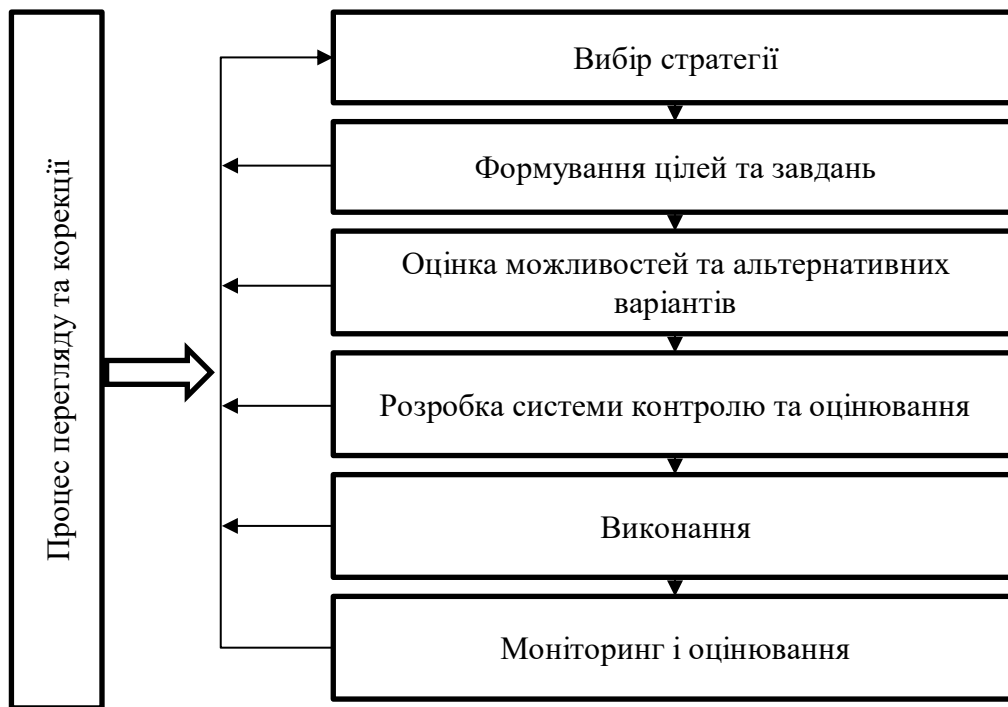 Процес перегляду та корекції
Вибір стратегії
Формування цілей та завдань
Оцінка можливостей та альтернативних
варіантів
Розробка системи контролю та оцінювання
Виконання
Моніторинг і оцінювання